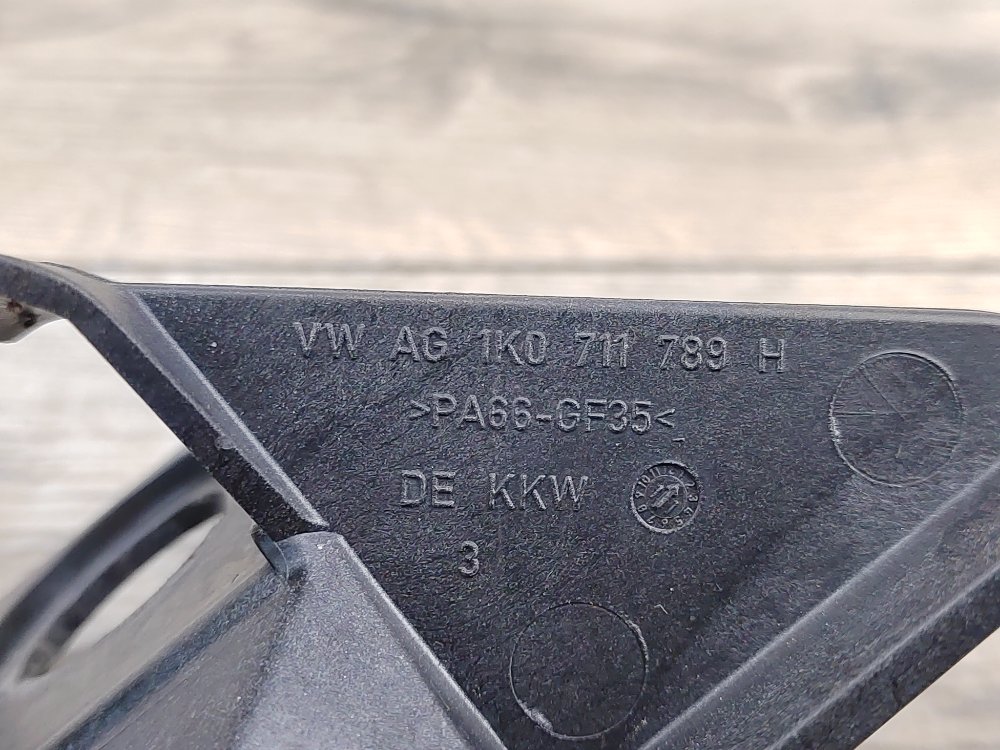 VW AG 1K0 711 789 H
>PA66-GF35<
DE KKW
3